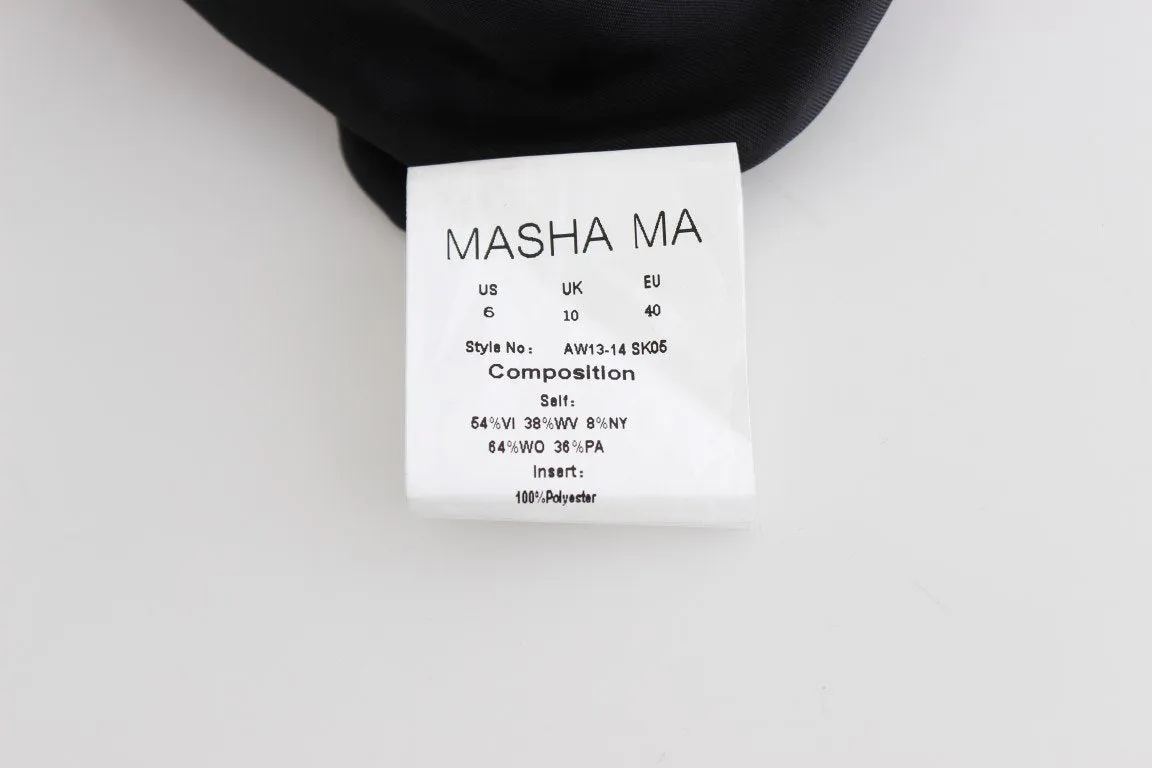 MASHA MA
US UK EU
6 10 40
Style No: AW13-14 SK05
Composition
Self:
54%VI 38%WV 8%NY
64%WO 36%PA
Insert:
100%Polyester